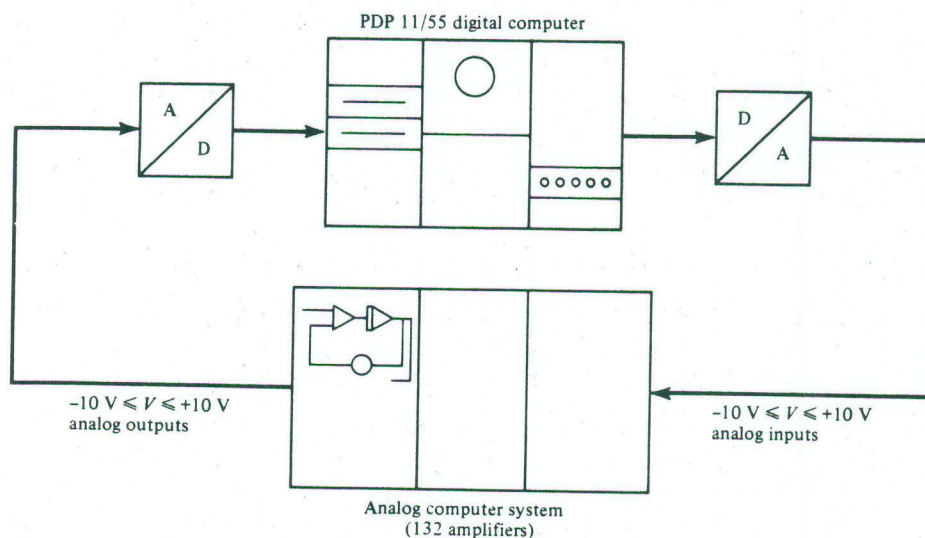 PDP 11/55 digital computer
A
D
D
A
−10 V ⩽ V ⩽ +10 V
analog outputs
−10 V ⩽ V ⩽ +10 V
analog inputs
Analog computer system
(132 amplifiers)